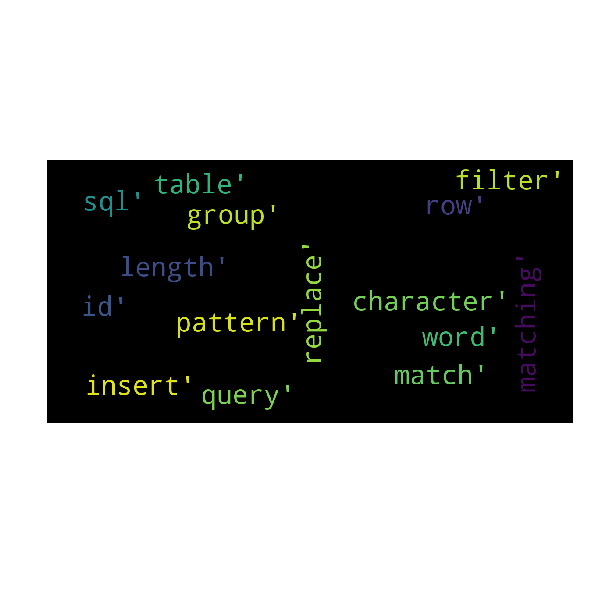 table'
filter'
sql'
row'
group'
length'
replace'
matching'
id'
character'
pattern'
word'
match'
insert'
query'